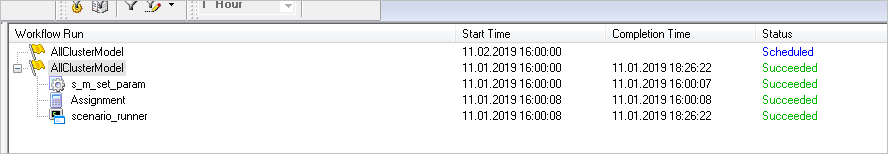 1 Hour
Workflow Run Start Time Completion Time Status
AllClusterModel 11.02.2019 16:00:00 Scheduled
AllClusterModel 11.01.2019 16:00:00 11.01.2019 18:26:22 Succeeded
s_m_set_param 11.01.2019 16:00:00 11.01.2019 16:00:07 Succeeded
Assignment 11.01.2019 16:00:08 11.01.2019 16:00:08 Succeeded
scenario_runner 11.01.2019 16:00:08 11.01.2019 18:26:22 Succeeded